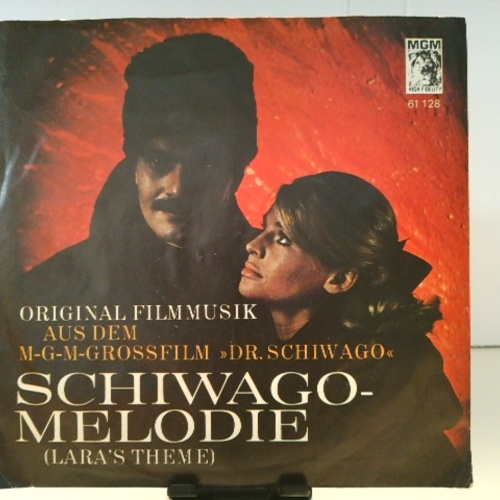 MGM
HIGH FIDELITY
61 128
ORIGINAL FILMMUSIK
AUS DEM
M-G-M-GROSSFILM »DR. SCHIWAGO«
SCHIWAGO-
MELODIE
(LARA'S THEME)